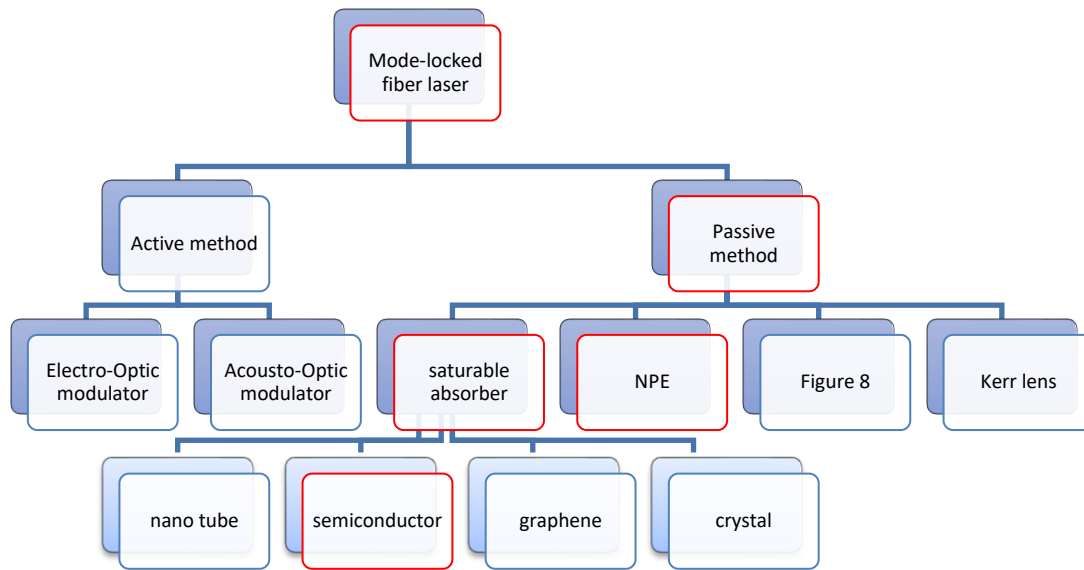 Mode-locked
fiber laser
Active method
Passive
method
Electro-Optic
modulator
Acousto-Optic
modulator
saturable
absorber
NPE
Figure 8
Kerr lens
nano tube
semiconductor
graphene
crystal